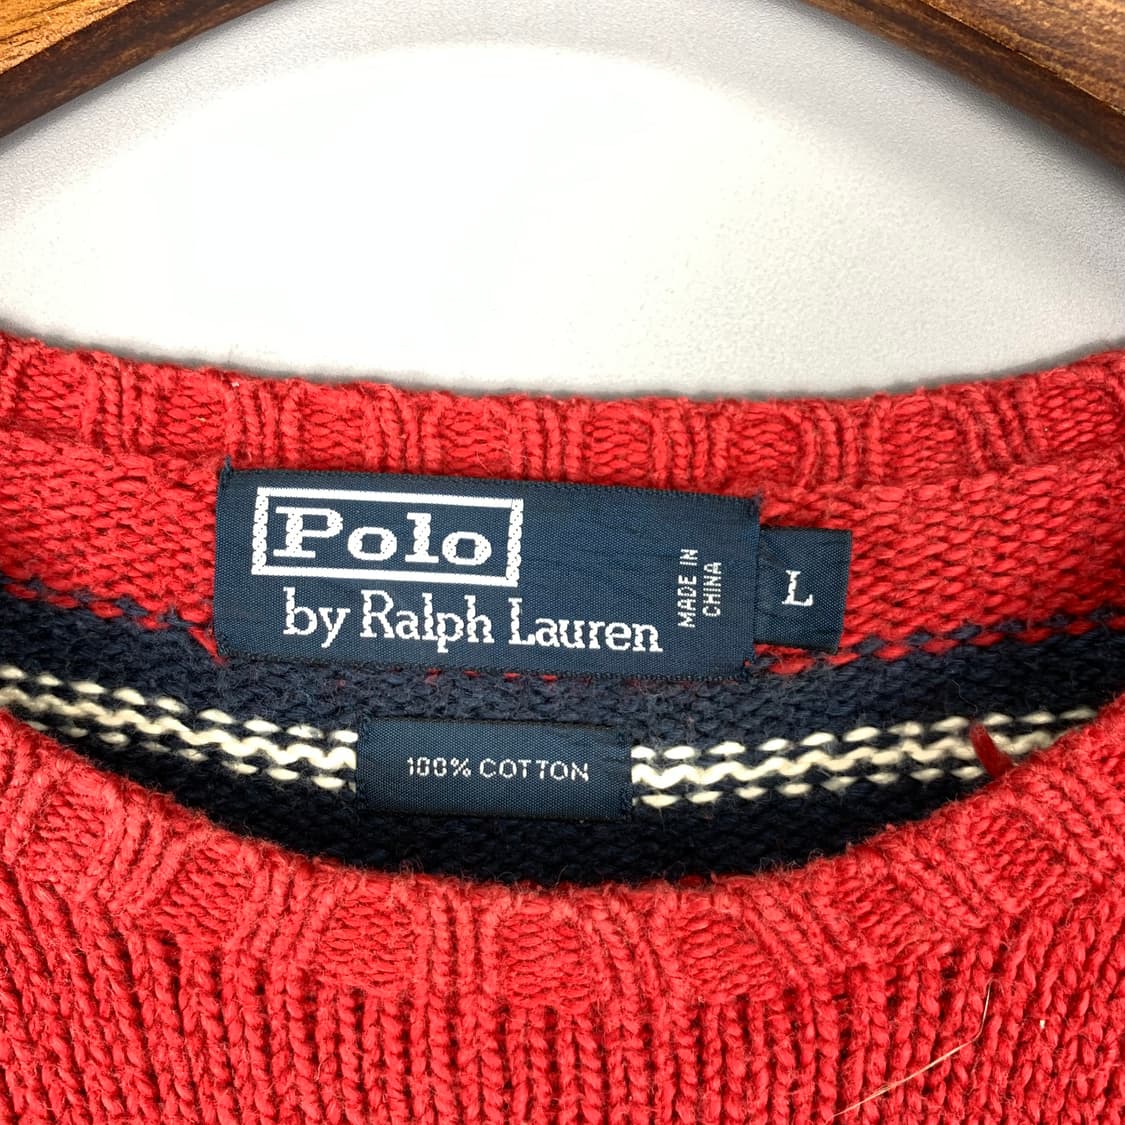 Polo
by Ralph Lauren
MADE IN
CHINA
L
100% COTTON